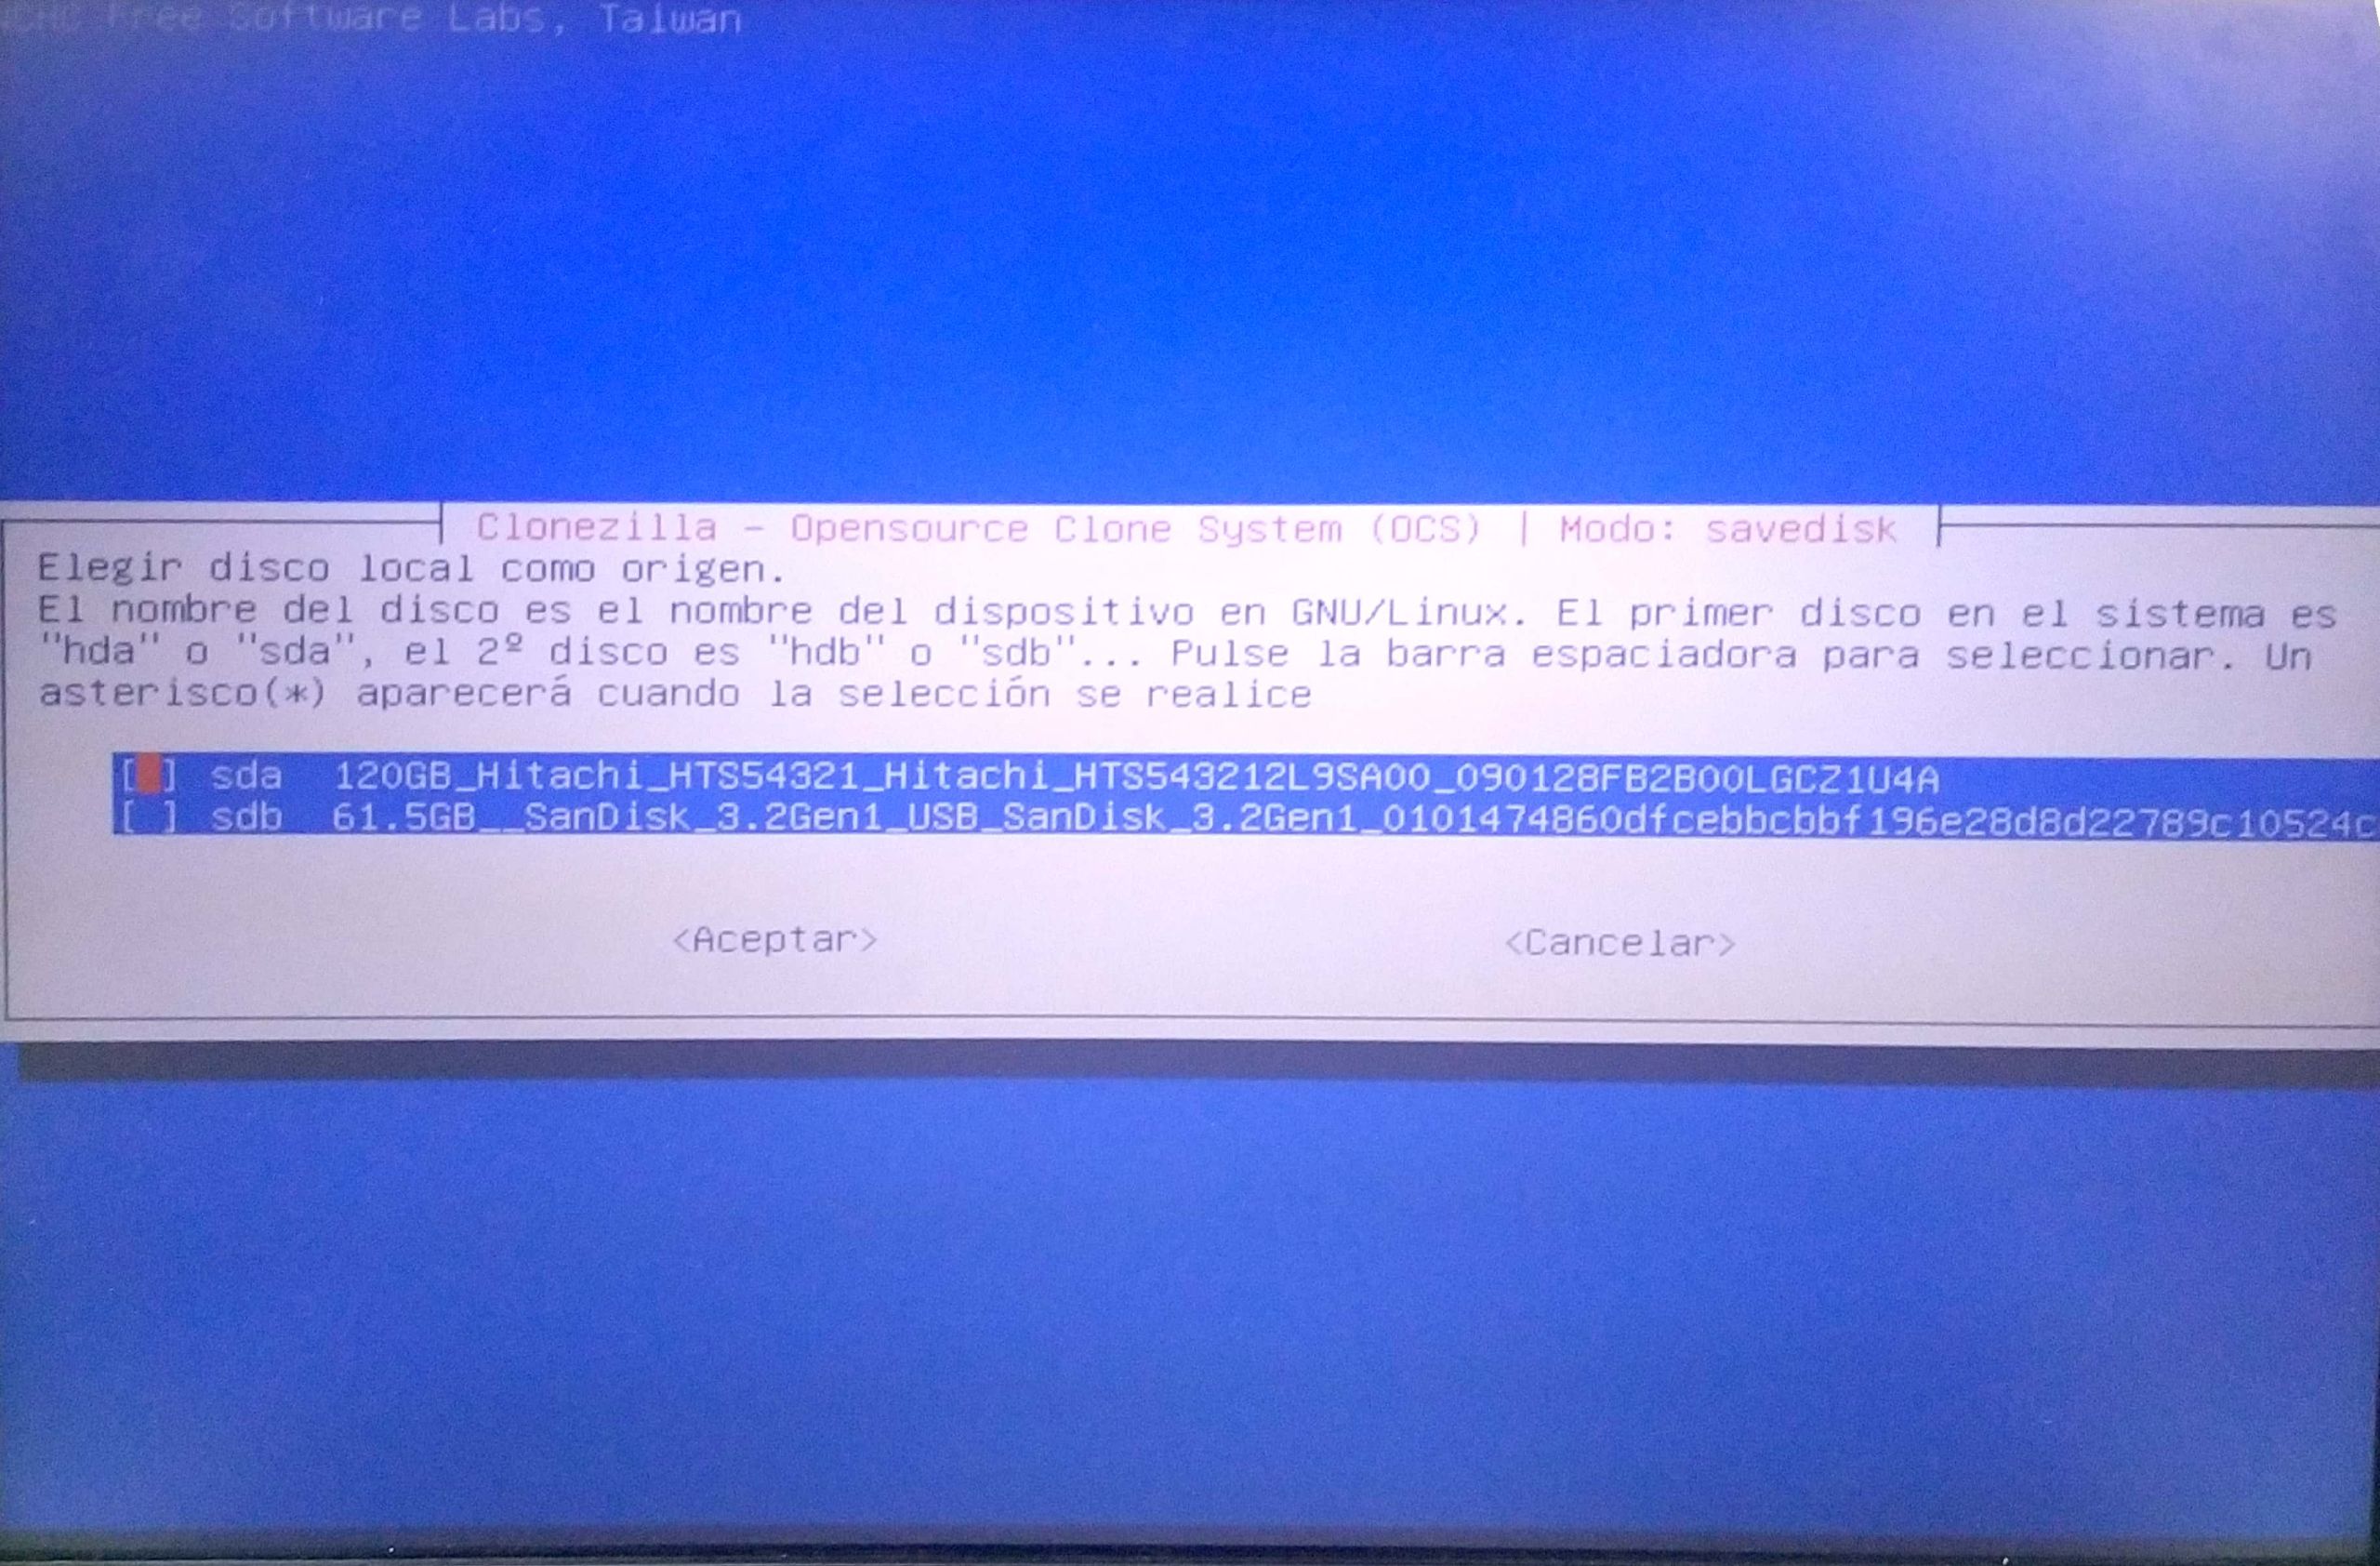 NCHC Free Software Labs, Taiwan
Clonezilla - Opensource Clone System (OCS) | Modo: savedisk
Elegir disco local como origen.
El nombre del disco es el nombre del dispositivo en GNU/Linux. El primer disco en el sistema es
"hda" o "sda", el 2º disco es "hdb" o "sdb"... Pulse la barra espaciadora para seleccionar. Un
asterisco(*) aparecerá cuando la selección se realice
[ ] sda 120GB_Hitachi_HTS54321_Hitachi_HTS543212L9SA00_090128FB2B00LGCZ1U4A
[ ] sdb 61.5GB__SanDisk_3.2Gen1_USB_SanDisk_3.2Gen1_0101474860dfcebbcbbf196e28d8d22789c10524c
<Aceptar> <Cancelar>